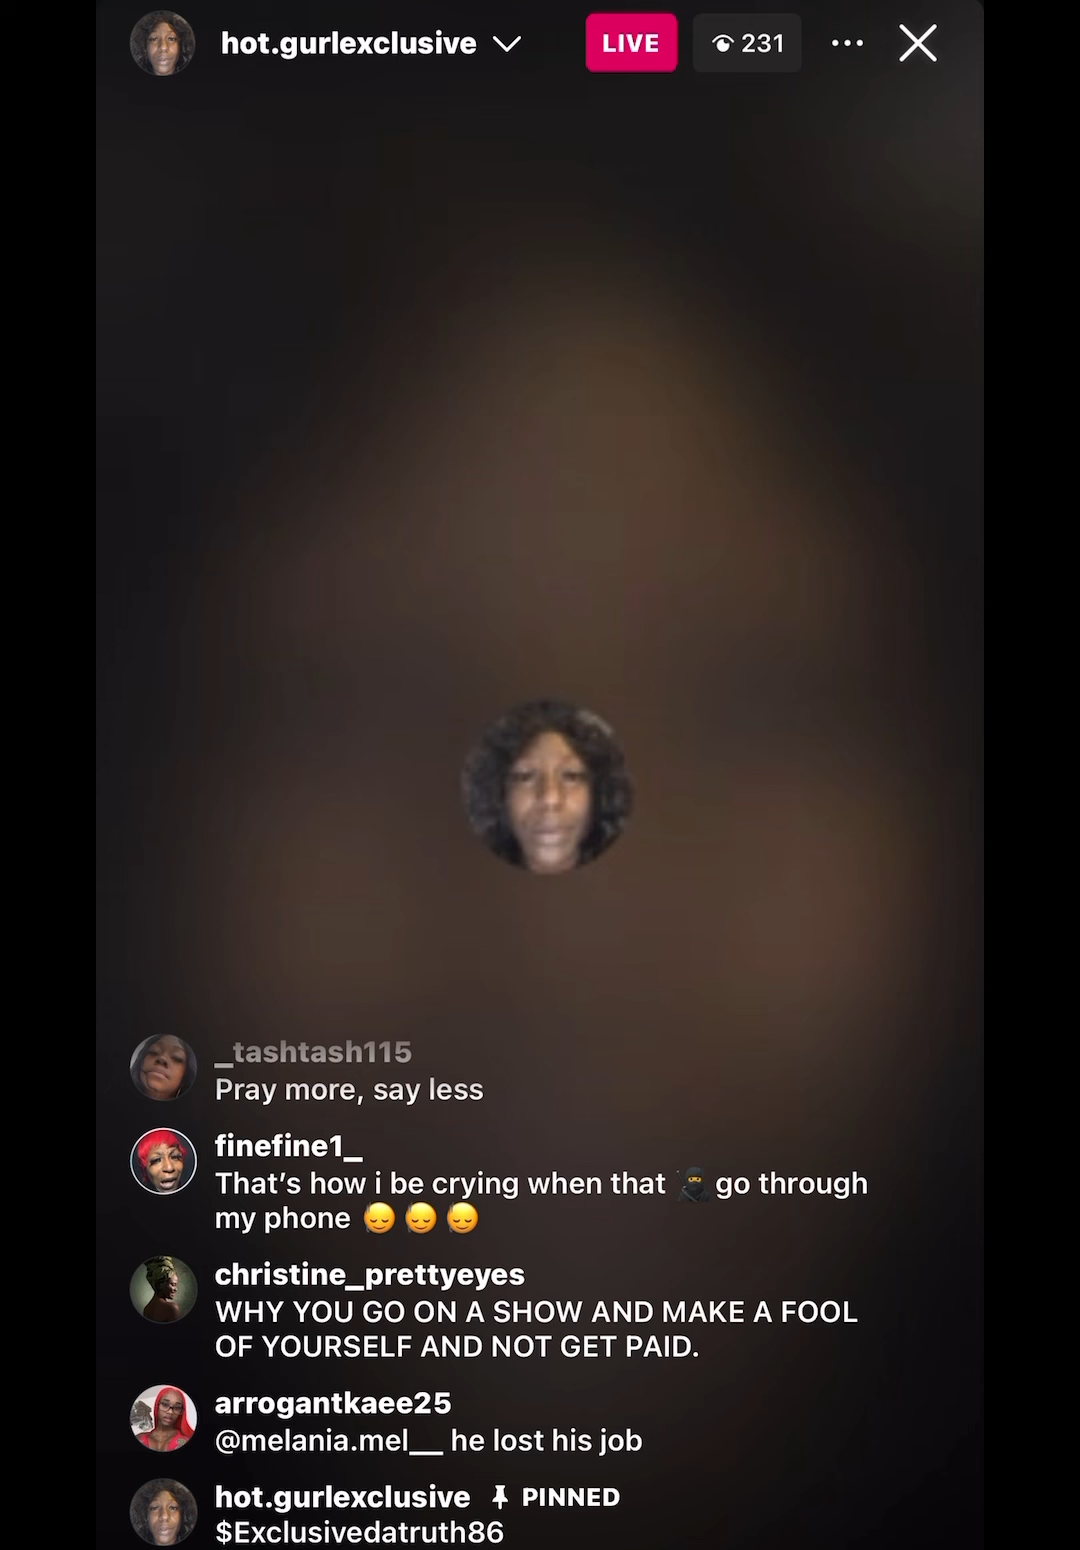 hot.gurlexclusive
LIVE
231
_tashtash115
Pray more, say less
finefine1_
That’s how i be crying when that 🥷🏿 go through
my phone 😓😓😓
christine_prettyeyes
WHY YOU GO ON A SHOW AND MAKE A FOOL
OF YOURSELF AND NOT GET PAID.
arrogantkaee25
@melania.mel__ he lost his job
hot.gurlexclusive PINNED
$Exclusivedatruth86